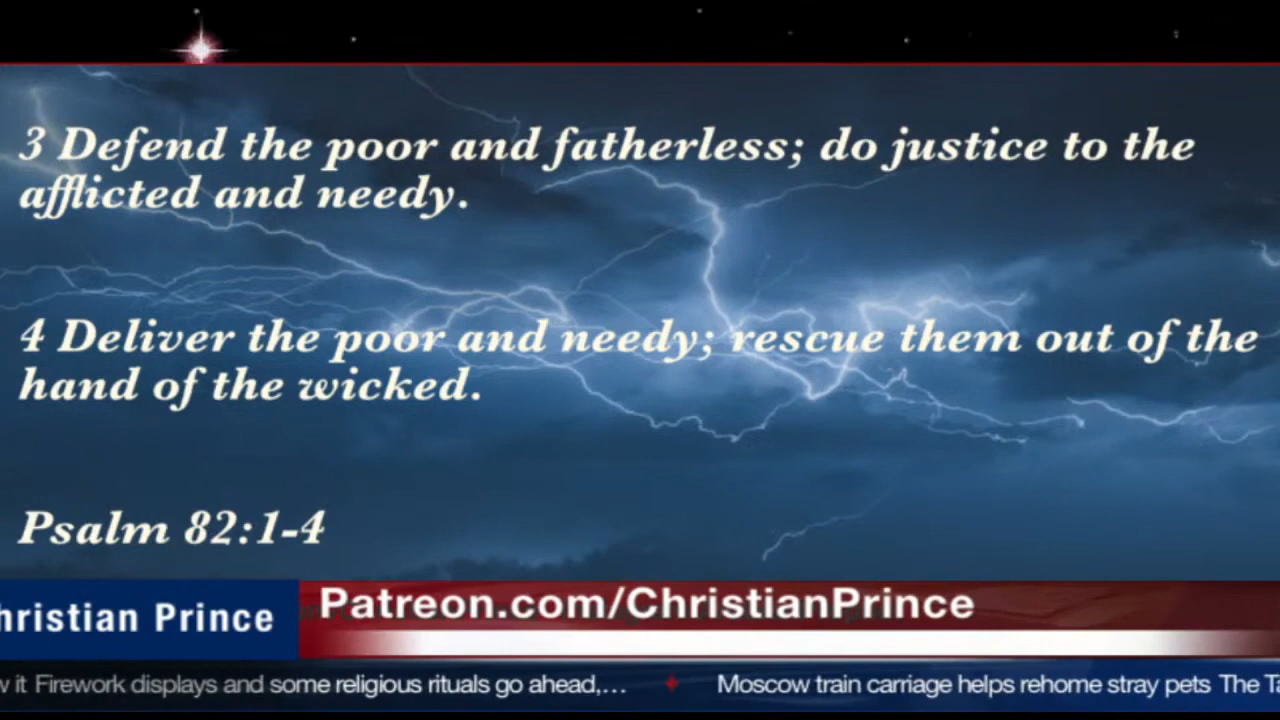 3 Defend the poor and fatherless; do justice to the
afflicted and needy.
4 Deliver the poor and needy; rescue them out of the
hand of the wicked.
Psalm 82:1-4
hristian Prince
Patreon.com/ChristianPrince
w it Firework displays and some religious rituals go ahead,… Moscow train carriage helps rehome stray pets The Ta